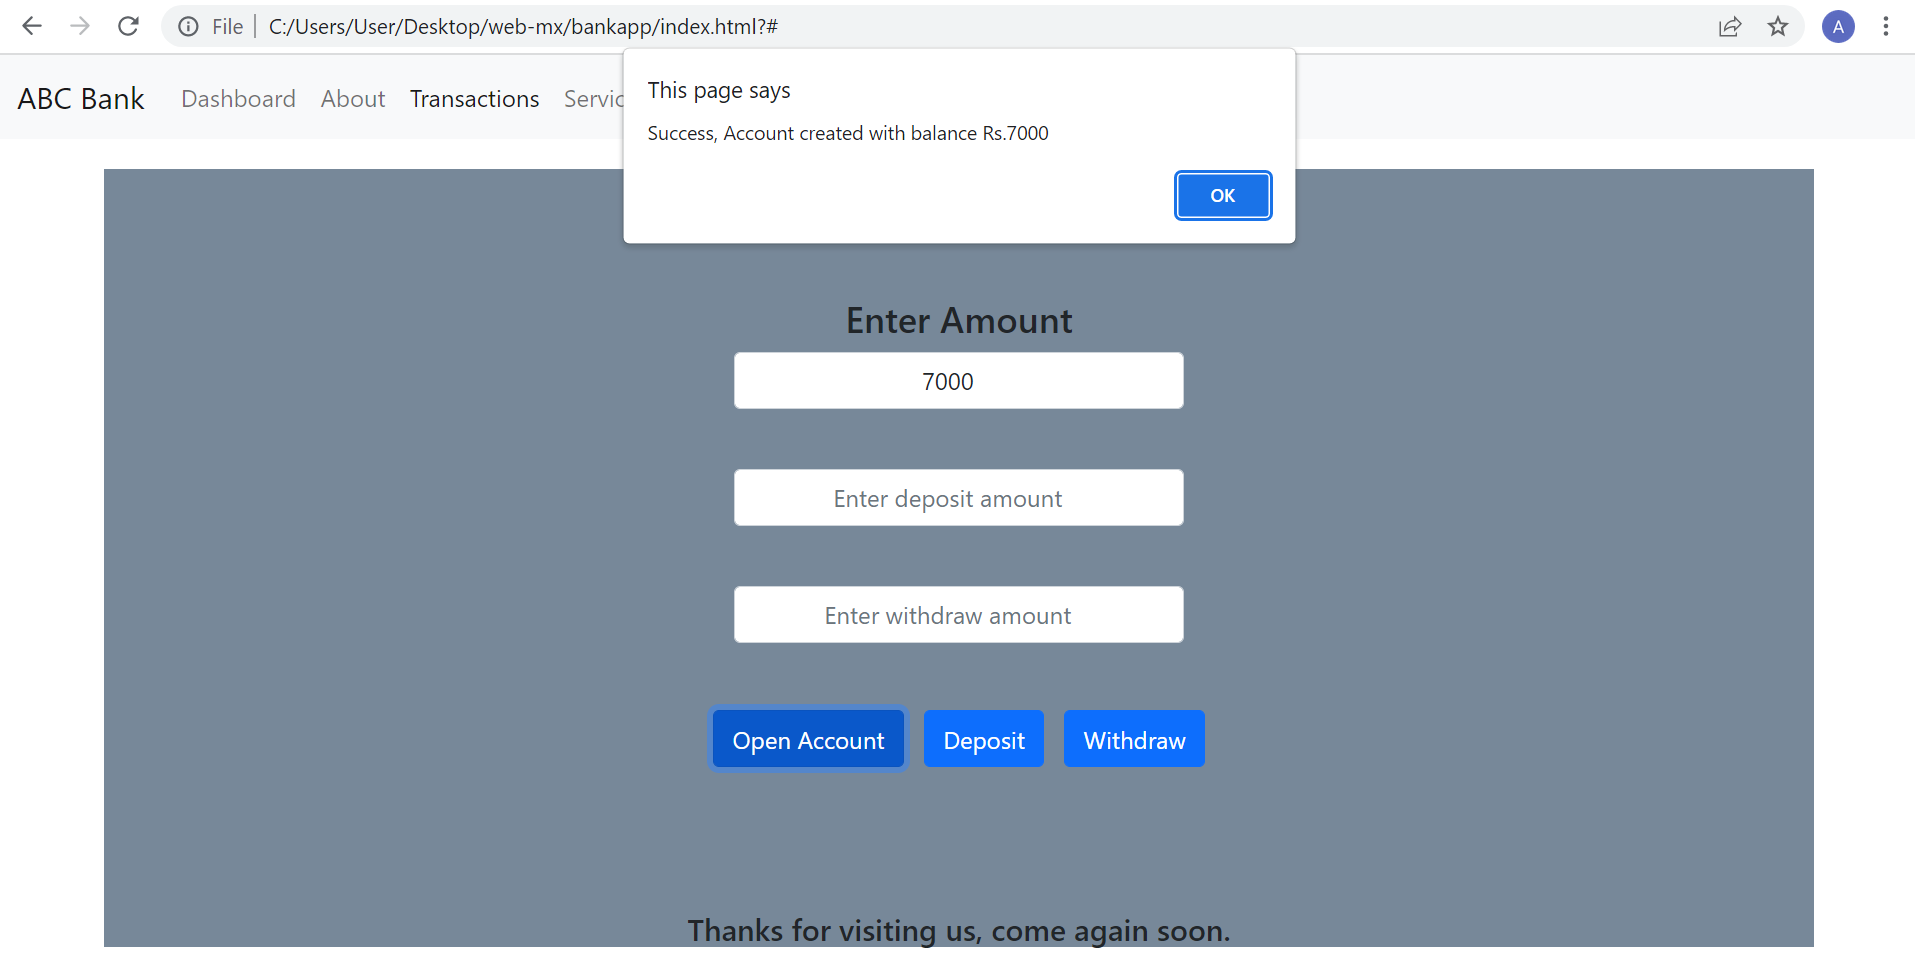 File C:/Users/User/Desktop/web-mx/bankapp/index.html?#
A
ABC Bank Dashboard About Transactions Servic
This page says
Success, Account created with balance Rs.7000
OK
Enter Amount
7000
Enter deposit amount
Enter withdraw amount
Open Account Deposit Withdraw
Thanks for visiting us, come again soon.